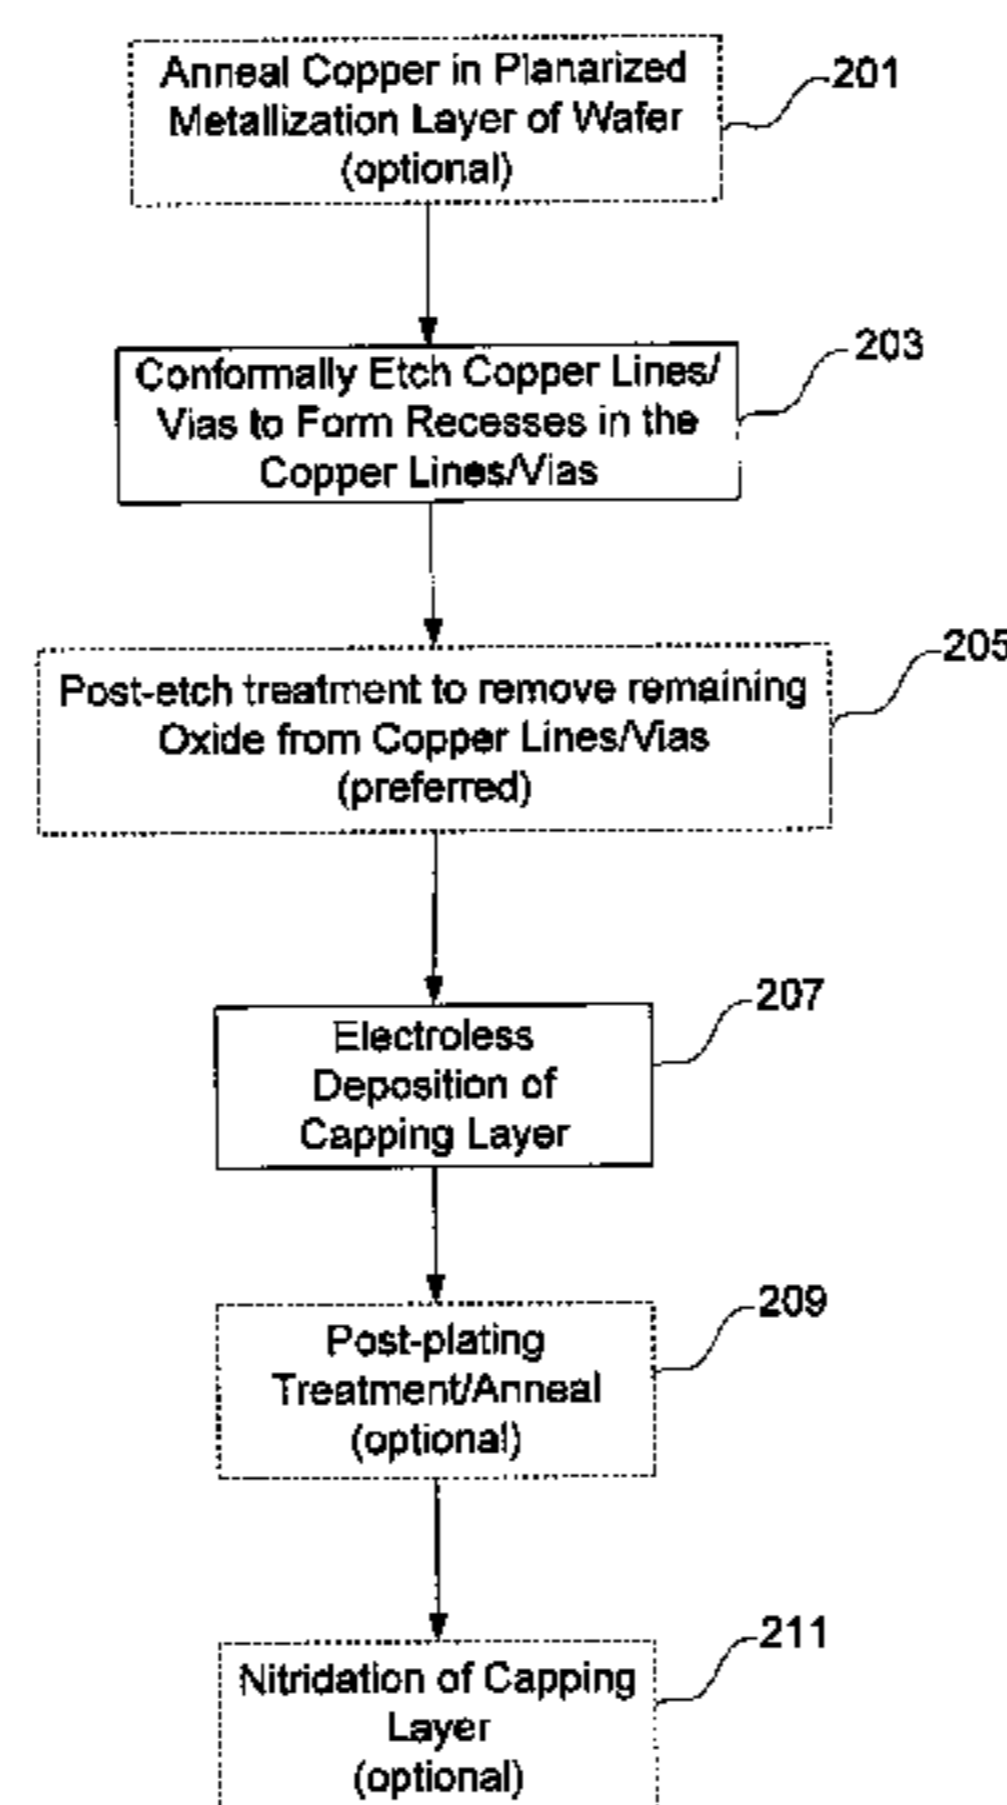 Anneal Copper in Planarized
Metallization Layer of Wafer
(optional)
201
Conformally Etch Copper Lines/
Vias to Form Recesses in the
Copper Lines/Vias
203
Post-etch treatment to remove remaining
Oxide from Copper Lines/Vias
(preferred)
205
Electroless
Deposition of
Capping Layer
207
Post-plating
Treatment/Anneal
(optional)
209
Nitridation of Capping
Layer
(optional)
211